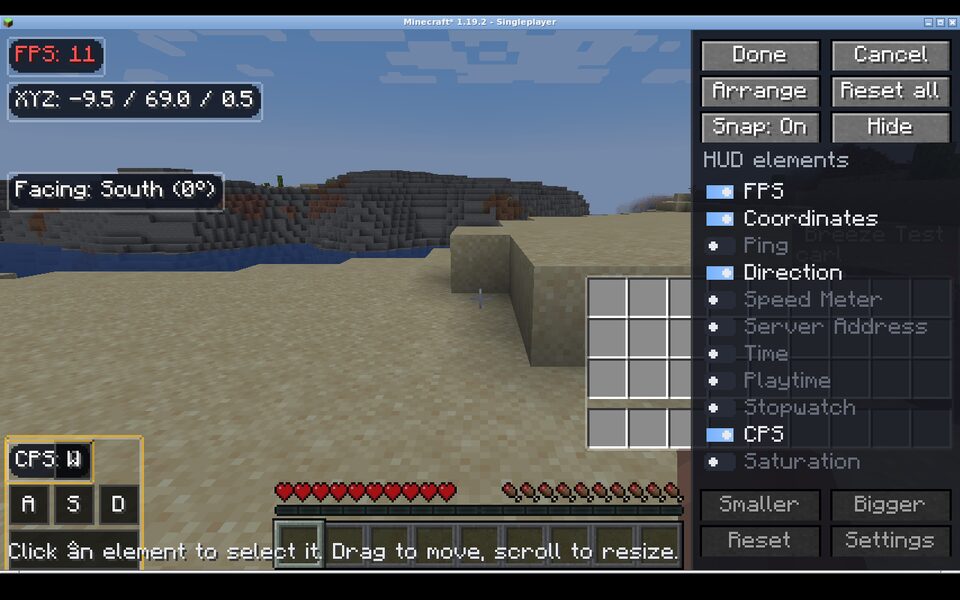 Minecraft* 1.19.2 - Singleplayer
FPS: 11
XYZ: -9.5 / 69.0 / 0.5
Facing: South (0°)
Done
Cancel
Arrange
Reset all
Snap: On
Hide
HUD elements
FPS
Coordinates
Ping
Direction
Speed Meter
Server Address
Time
Playtime
Stopwatch
CPS
Saturation
Breeze Test
Smaller
Bigger
Reset
Settings
CPS: W
A S D
Click an element to select it. Drag to move, scroll to resize.